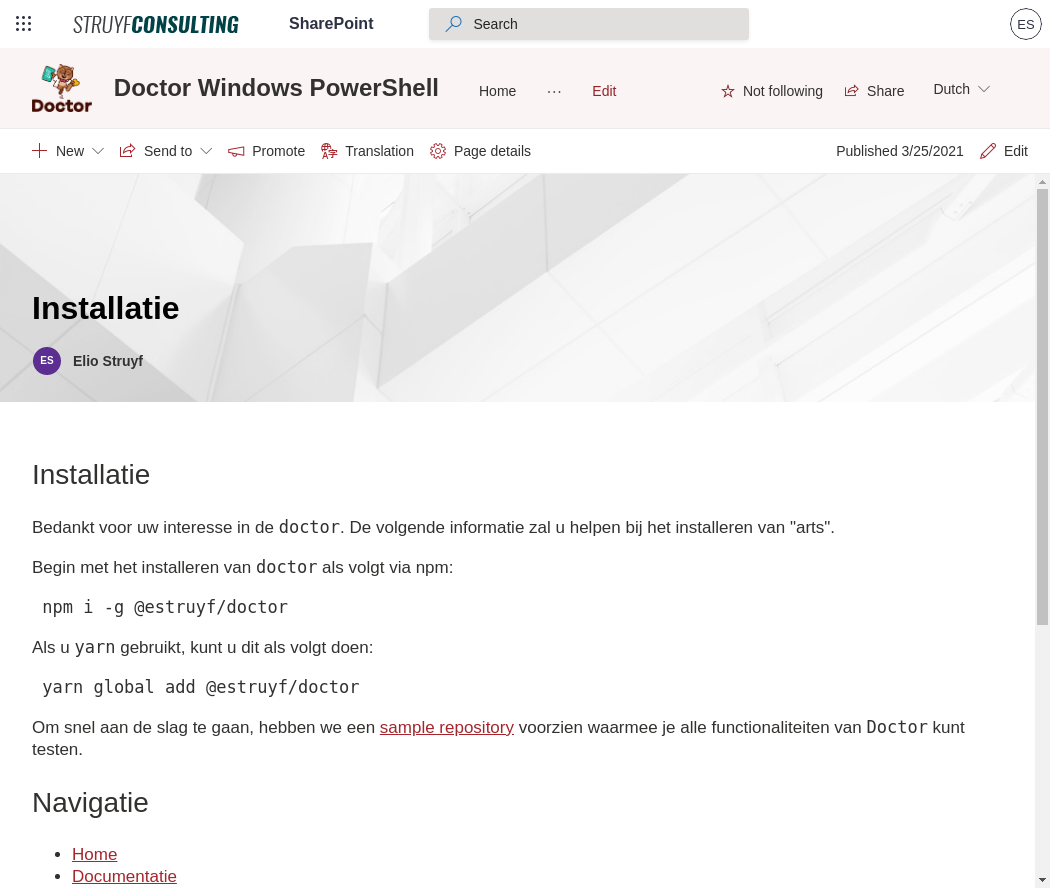 STRUYFCONSULTING SharePoint Search ES
Doctor
Doctor Windows PowerShell Home ... Edit Not following Share Dutch
New Send to Promote Translation Page details Published 3/25/2021 Edit
Installatie
ES Elio Struyf
Installatie
Bedankt voor uw interesse in de doctor. De volgende informatie zal u helpen bij het installeren van "arts".
Begin met het installeren van doctor als volgt via npm:
npm i -g @estruyf/doctor
Als u yarn gebruikt, kunt u dit als volgt doen:
yarn global add @estruyf/doctor
Om snel aan de slag te gaan, hebben we een sample repository voorzien waarmee je alle functionaliteiten van Doctor kunt
testen.
Navigatie
• Home
• Documentatie